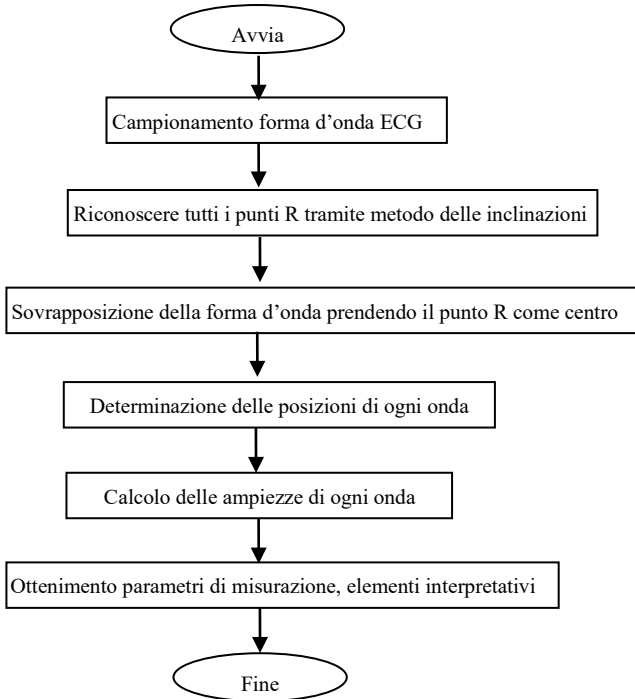 Avvia
Campionamento forma d’onda ECG
Riconoscere tutti i punti R tramite metodo delle inclinazioni
Sovrapposizione della forma d’onda prendendo il punto R come centro
Determinazione delle posizioni di ogni onda
Calcolo delle ampiezze di ogni onda
Ottenimento parametri di misurazione, elementi interpretativi
Fine